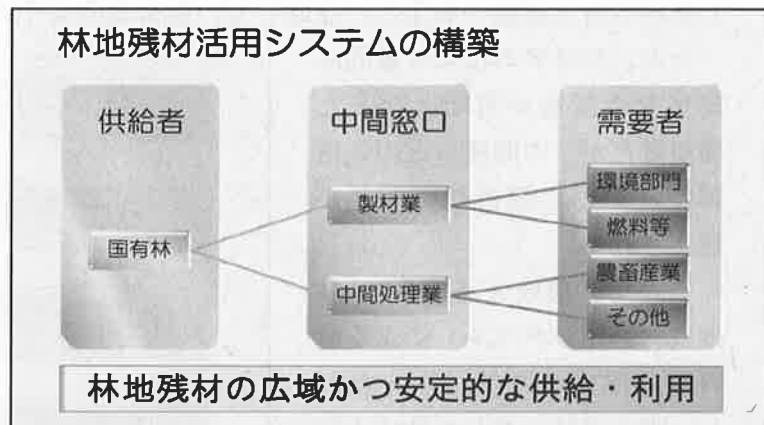 林地残材活用システムの構築
供給者
中間窓口
需要者
国有林
製材業
中間処理業
環境部門
燃料等
農畜産業
その他
林地残材の広域かつ安定的な供給・利用